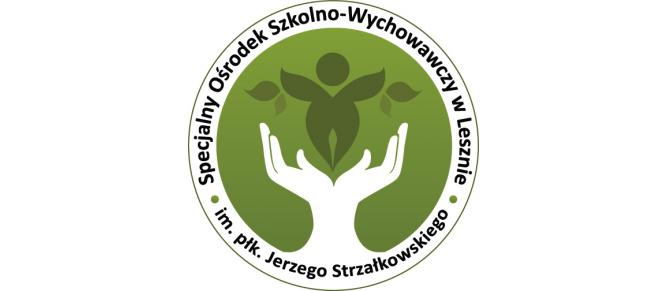 Specjalny Ośrodek Szkolno-Wychowawczy w Lesznie
im. płk. Jerzego Strzałkowskiego